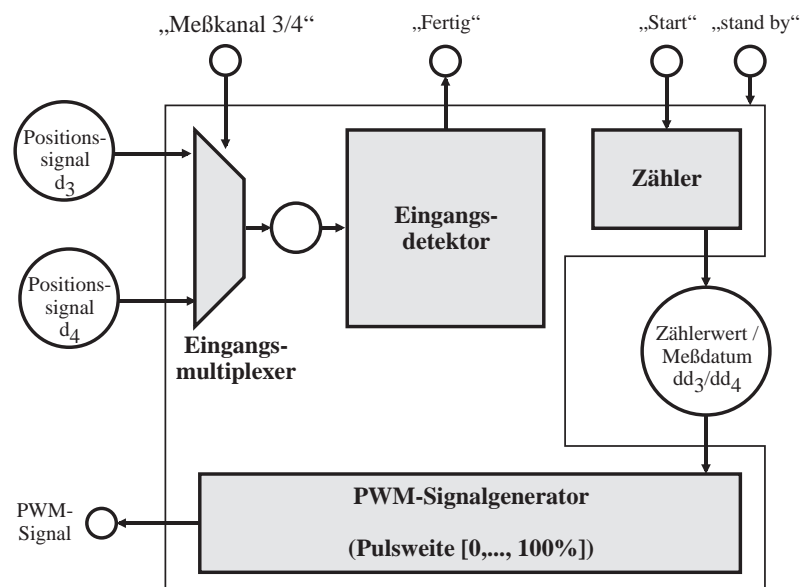 „Meßkanal 3/4“
„Fertig“
„Start“
„stand by“
Positions-
signal
d3
Zähler
Eingangs-
detektor
Positions-
signal
d4
Eingangs-
multiplexer
Zählerwert /
Meßdatum
dd3/dd4
PWM-
Signal
PWM-Signalgenerator
(Pulsweite [0,..., 100%])